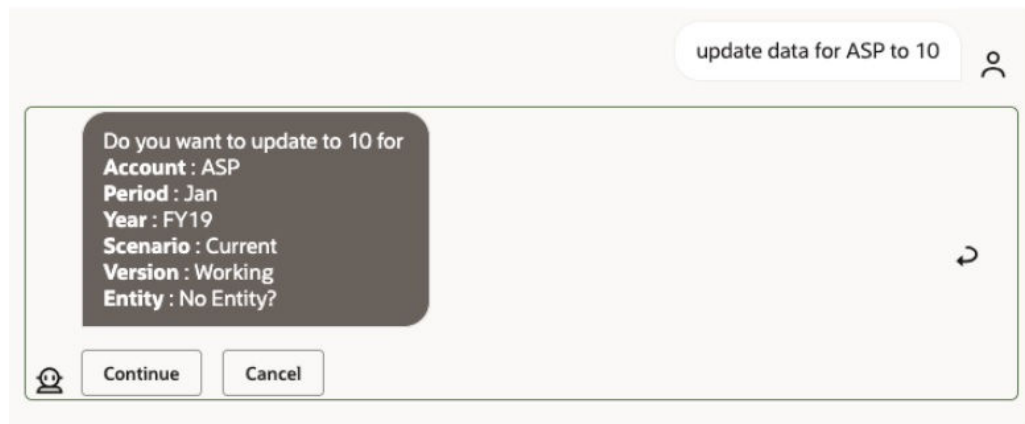 update data for ASP to 10
Do you want to update to 10 for
Account : ASP
Period : Jan
Year : FY19
Scenario : Current
Version : Working
Entity : No Entity?
Continue
Cancel